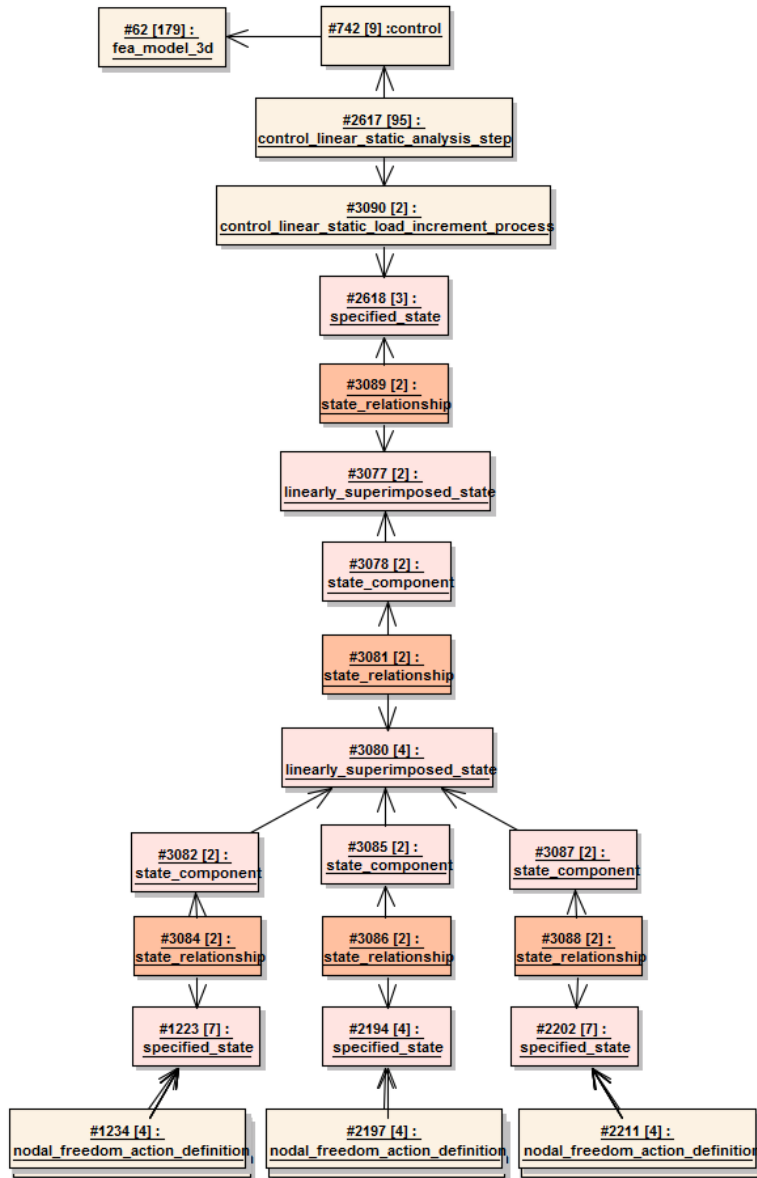 #62 [179] :
fea_model_3d
#742 [9] :control
#2617 [95] :
control_linear_static_analysis_step
#3090 [2] :
control_linear_static_load_increment_process
#2618 [3] :
specified_state
#3089 [2] :
state_relationship
#3077 [2] :
linearly_superimposed_state
#3078 [2] :
state_component
#3081 [2] :
state_relationship
#3080 [4] :
linearly_superimposed_state
#3082 [2] :
state_component
#3085 [2] :
state_component
#3087 [2] :
state_component
#3084 [2] :
state_relationship
#3086 [2] :
state_relationship
#3088 [2] :
state_relationship
#1223 [7] :
specified_state
#2194 [4] :
specified_state
#2202 [7] :
specified_state
#1234 [4] :
nodal_freedom_action_definition
#2197 [4] :
nodal_freedom_action_definition
#2211 [4] :
nodal_freedom_action_definition